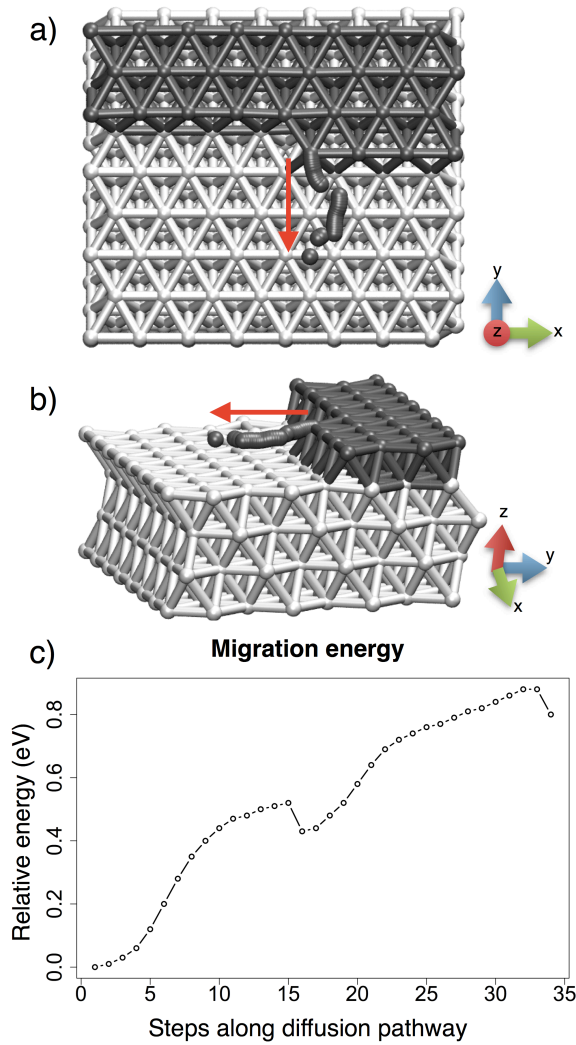 a)
y
z
x
b)
z
y
x
c)
Migration energy
Relative energy (eV)
0.8
0.6
0.4
0.2
0.0
0 5 10 15 20 25 30 35
Steps along diffusion pathway